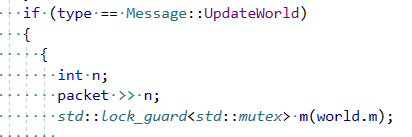 if (type == Message::UpdateWorld)
{
{
int n;
packet >> n;
std::lock_guard<std::mutex> m(world.m);